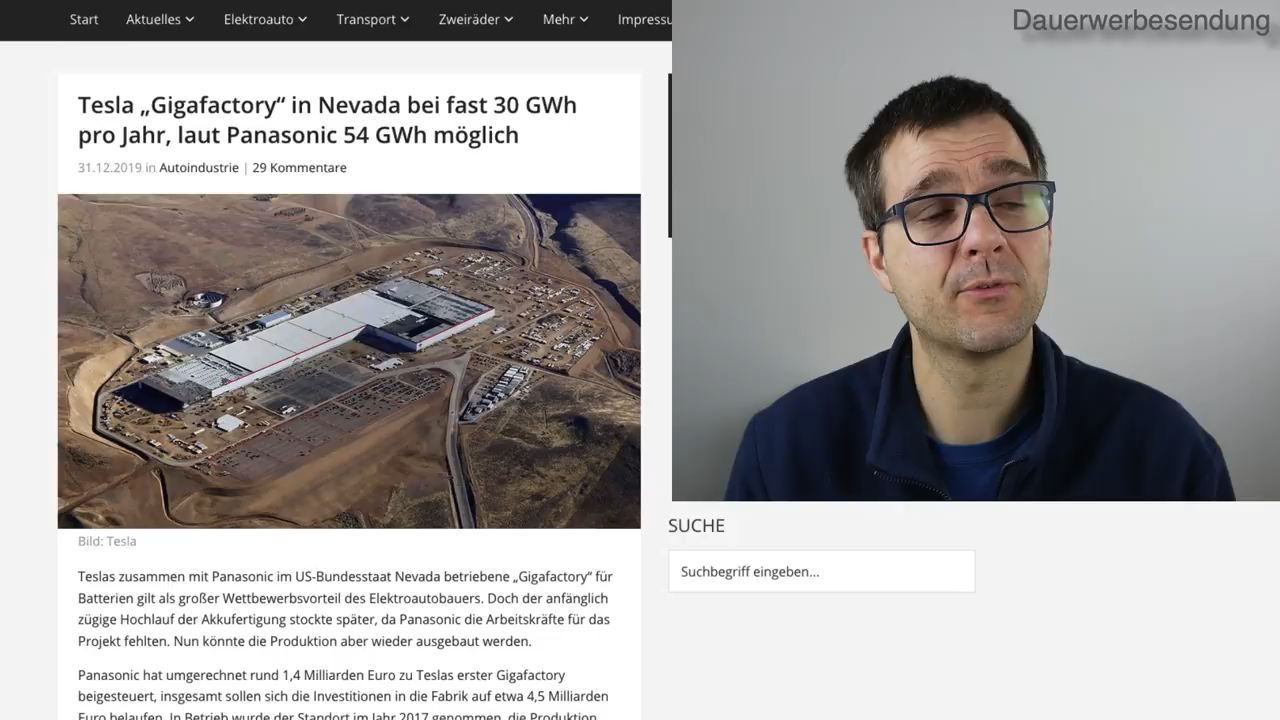 Start Aktuelles Elektroauto Transport Zweiräder Mehr Impressu
Dauerwerbesendung
Tesla „Gigafactory“ in Nevada bei fast 30 GWh
pro Jahr, laut Panasonic 54 GWh möglich
31.12.2019 in Autoindustrie | 29 Kommentare
Bild: Tesla
Teslas zusammen mit Panasonic im US-Bundesstaat Nevada betriebene „Gigafactory“ für
Batterien gilt als großer Wettbewerbsvorteil des Elektroautobauers. Doch der anfänglich
zügige Hochlauf der Akkufertigung stockte später, da Panasonic die Arbeitskräfte für das
Projekt fehlten. Nun könnte die Produktion aber wieder ausgebaut werden.
Panasonic hat umgerechnet rund 1,4 Milliarden Euro zu Teslas erster Gigafactory
beigesteuert, insgesamt sollen sich die Investitionen in die Fabrik auf etwa 4,5 Milliarden
Euro belaufen. In Betrieb wurde der Standort im Jahr 2017 genommen, die Produktion
SUCHE
Suchbegriff eingeben...